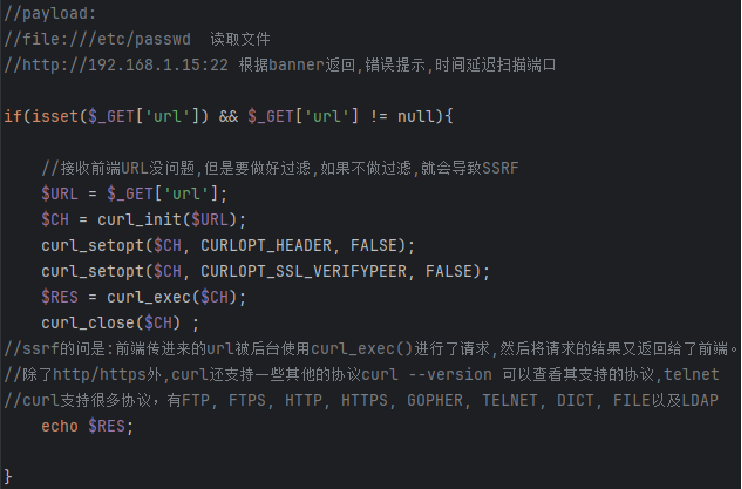 //payload:
//file:///etc/passwd  读取文件
//http://192.168.1.15:22 根据banner返回,错误提示,时间延迟扫描端口
if(isset($_GET['url']) && $_GET['url'] != null){
//接收前端URL没问题,但是要做好过滤,如果不做过滤,就会导致SSRF
$URL = $_GET['url'];
$CH = curl_init($URL);
curl_setopt($CH, CURLOPT_HEADER, FALSE);
curl_setopt($CH, CURLOPT_SSL_VERIFYPEER, FALSE);
$RES = curl_exec($CH);
curl_close($CH) ;
//ssrf的问是:前端传进来的url被后台使用curl_exec()进行了请求,然后将请求的结果又返回给了前端。
//除了http/https外,curl还支持一些其他的协议curl --version 可以查看其支持的协议,telnet
//curl支持很多协议，有FTP, FTPS, HTTP, HTTPS, GOPHER, TELNET, DICT, FILE以及LDAP
echo $RES;
}